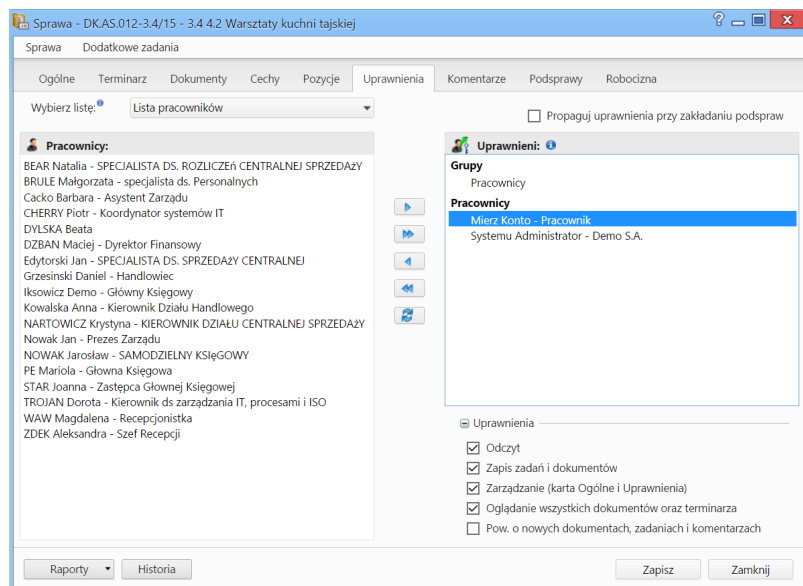 Sprawa - DK.AS.012-3.4/15 - 3.4 4.2 Warsztaty kuchni tajskiej
Sprawa Dodatkowe zadania
Ogólne Terminarz Dokumenty Cechy Pozycje Uprawnienia Komentarze Podsprawy Robocizna
Wybierz listę: Lista pracowników
Propaguj uprawnienia przy zakładaniu podspraw
Pracownicy:
BEAR Natalia - SPECJALISTA DS. ROZLICZEń CENTRALNEJ SPRZEDAżY
BRULE Małgorzata - specjalista ds. Personalnych
Cacko Barbara - Asystent Zarządu
CHERRY Piotr - Koordynator systemów IT
DYLSKA Beata
DZBAN Maciej - Dyrektor Finansowy
Edytorski Jan - SPECJALISTA DS. SPRZEDAżY CENTRALNEJ
Grzesinski Daniel - Handlowiec
Iksowicz Demo - Główny Księgowy
Kowalska Anna - Kierownik Działu Handlowego
NARTOWICZ Krystyna - KIEROWNIK DZIAŁU CENTRALNEJ SPRZEDAżY
Nowak Jan - Prezes Zarządu
NOWAK Jarosław - SAMODZIELNY KSIęGOWY
PE Mariola - Głowna Księgowa
STAR Joanna - Zastępca Głownej Księgowej
TROJAN Dorota - Kierownik ds zarządzania IT, procesami i ISO
WAW Magdalena - Recepcjonistka
ZDEK Aleksandra - Szef Recepcji
Uprawnieni:
Grupy
Pracownicy
Pracownicy
Mierz Konto - Pracownik
Systemu Administrator - Demo S.A.
Uprawnienia
Odczyt
Zapis zadań i dokumentów
Zarządzanie (karta Ogólne i Uprawnienia)
Oglądanie wszystkich dokumentów oraz terminarza
Pow. o nowych dokumentach, zadaniach i komentarzach
Raporty Historia Zapisz Zamknij